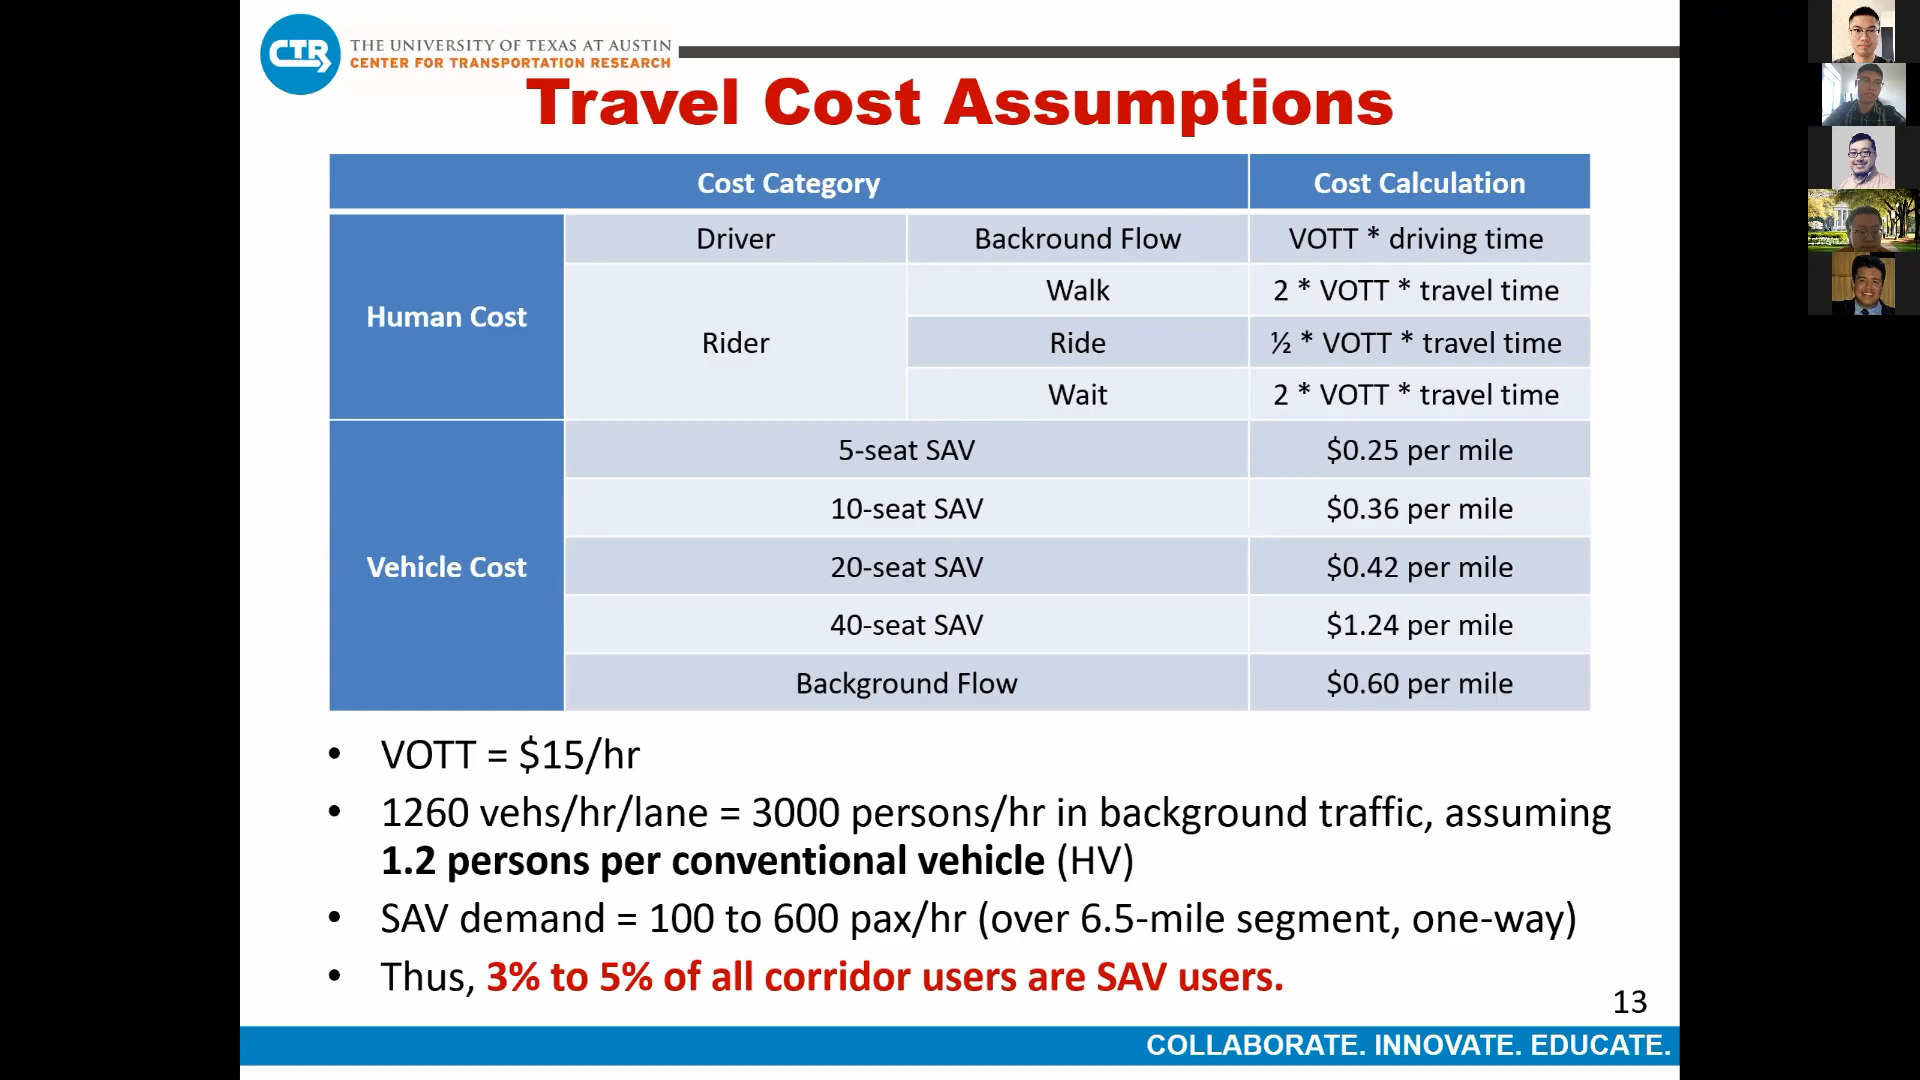 CTR
THE UNIVERSITY OF TEXAS AT AUSTIN
CENTER FOR TRANSPORTATION RESEARCH
Travel Cost Assumptions
Cost Category
Cost Calculation
Human Cost
Driver
Backround Flow
VOTT * driving time
Rider
Walk
2 * VOTT * travel time
Ride
½ * VOTT * travel time
Wait
2 * VOTT * travel time
Vehicle Cost
5-seat SAV
$0.25 per mile
10-seat SAV
$0.36 per mile
20-seat SAV
$0.42 per mile
40-seat SAV
$1.24 per mile
Background Flow
$0.60 per mile
• VOTT = $15/hr
• 1260 vehs/hr/lane = 3000 persons/hr in background traffic, assuming
1.2 persons per conventional vehicle (HV)
• SAV demand = 100 to 600 pax/hr (over 6.5-mile segment, one-way)
• Thus, 3% to 5% of all corridor users are SAV users.
13
COLLABORATE. INNOVATE. EDUCATE.